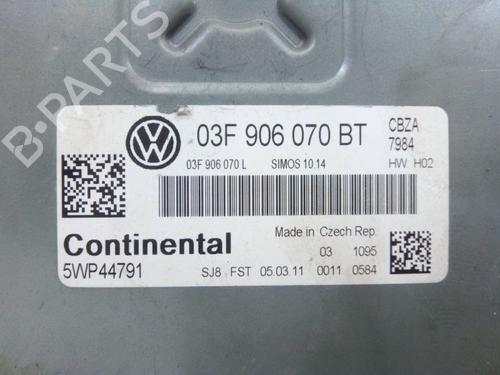 B-PARTS
03F 906 070 BT
CBZA
7984
03F 906 070 L SIMOS 10.14 HW: H02
Continental
5WP44791
Made in Czech Rep.
03 1095
SJ8 FST 05.03.11 0011 0584